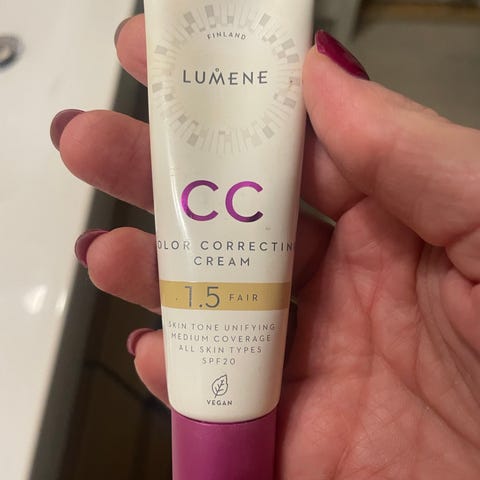 FINLAND
LUMENE
CC
OLOR CORRECTIN
CREAM
1.5 FAIR
SKIN TONE UNIFYING
MEDIUM COVERAGE
ALL SKIN TYPES
SPF20
VEGAN